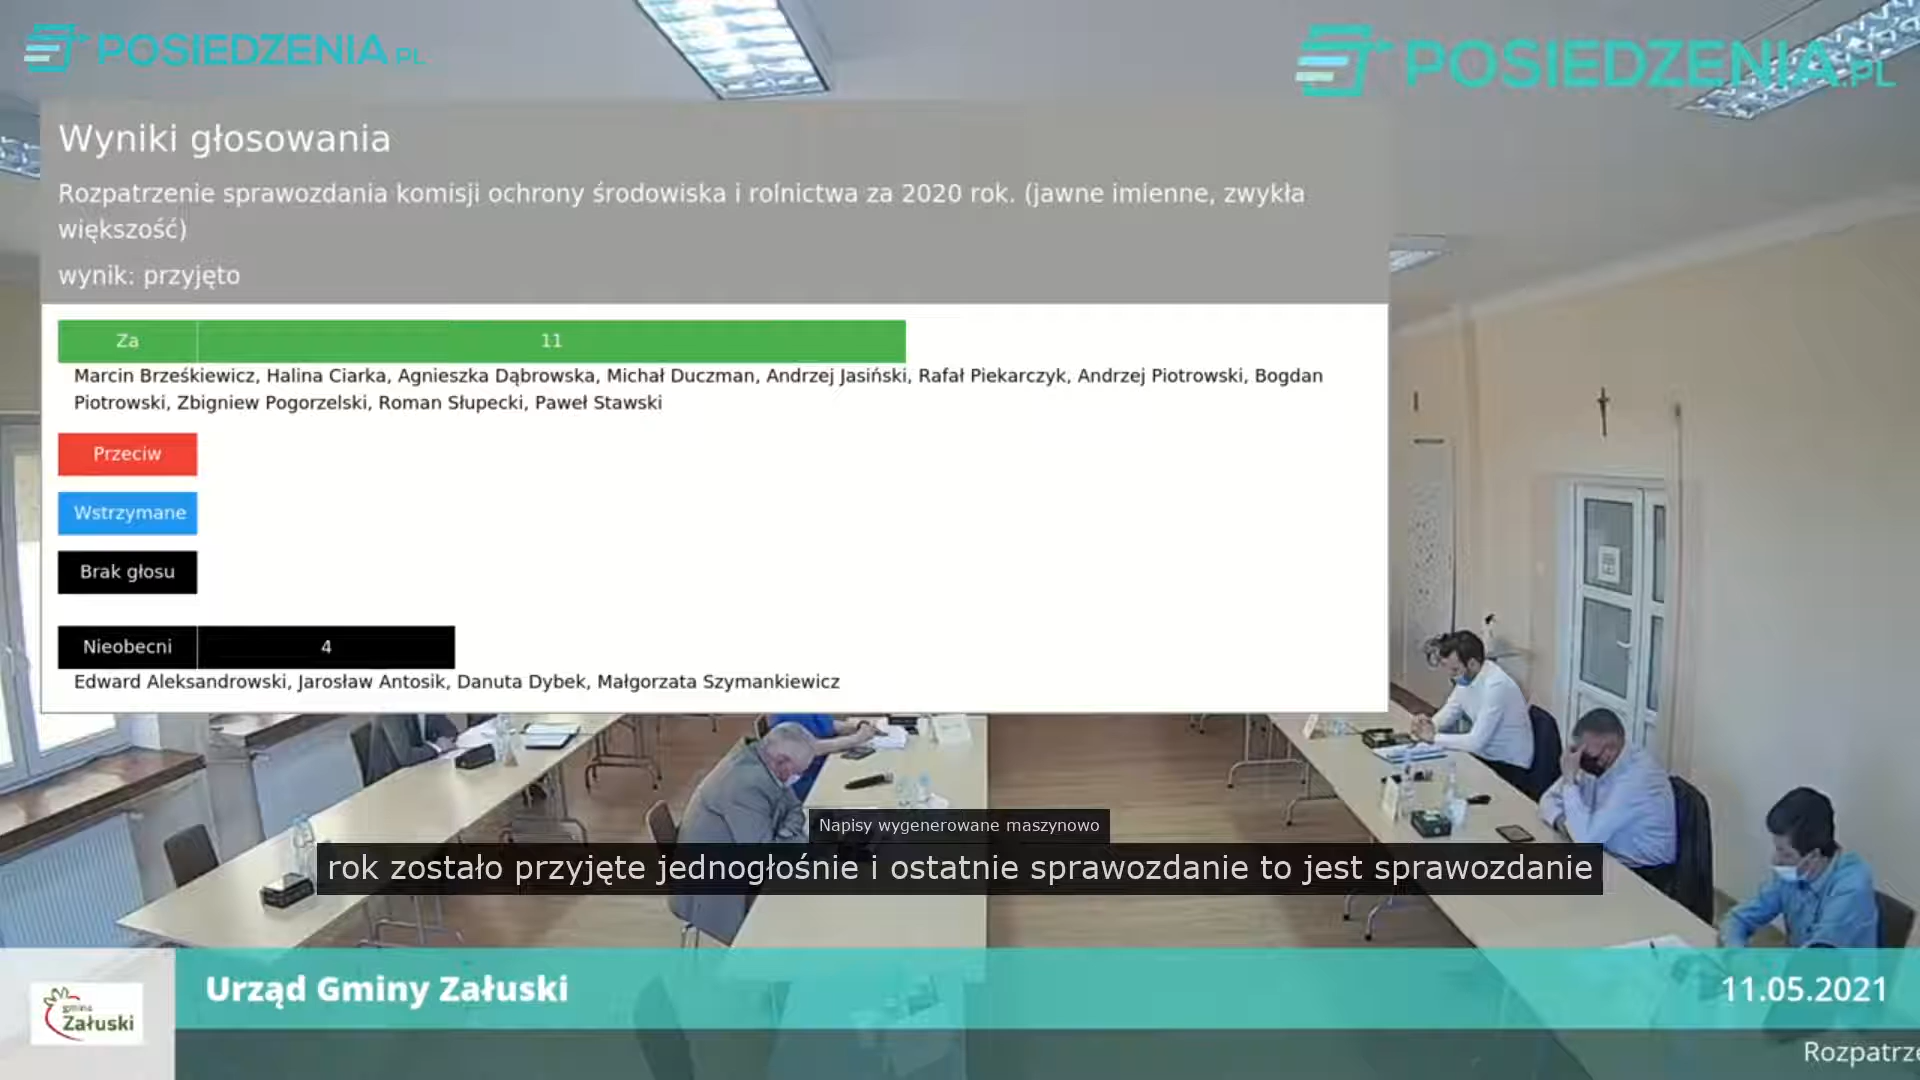 POSIEDZENIA.PL
POSIEDZENIA.PL
Wyniki głosowania
Rozpatrzenie sprawozdania komisji ochrony środowiska i rolnictwa za 2020 rok. (jawne imienne, zwykła
większość)
wynik: przyjęto
Za 11
Marcin Brześkiewicz, Halina Ciarka, Agnieszka Dąbrowska, Michał Duczman, Andrzej Jasiński, Rafał Piekarczyk, Andrzej Piotrowski, Bogdan
Piotrowski, Zbigniew Pogorzelski, Roman Słupecki, Paweł Stawski
Przeciw
Wstrzymane
Brak głosu
Nieobecni 4
Edward Aleksandrowski, Jarosław Antosik, Danuta Dybek, Małgorzata Szymankiewicz
Napisy wygenerowane maszynowo
rok zostało przyjęte jednogłośnie i ostatnie sprawozdanie to jest sprawozdanie
gmina
Załuski
Urząd Gminy Załuski
11.05.2021
Rozpatrze